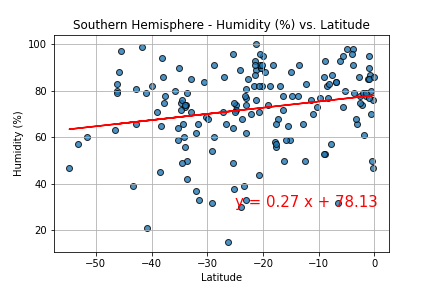 Southern Hemisphere - Humidity (%) vs. Latitude
100
80
60
40
20
Humidity (%)
y = 0.27 x + 78.13
−50
−40
−30
−20
−10
0
Latitude